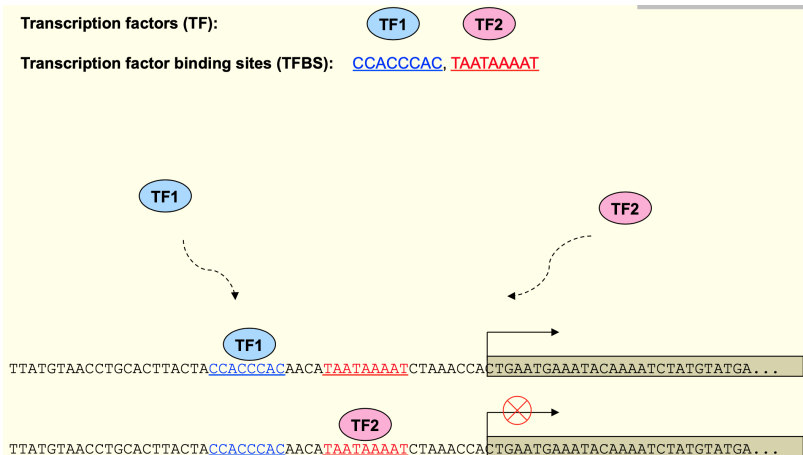 Transcription factors (TF): TF1 TF2
Transcription factor binding sites (TFBS): CCACCCAC, TAATAAAAT
TF1
TF2
TF1
TTATGTAACCTGCACTTACTACCACCCACAACATAATAAAATCTAAACCACTGAATGAAATACAAAATCTATGTATGA...
TF2
TTATGTAACCTGCACTTACTACCACCCACAACATAATAAAATCTAAACCACTGAATGAAATACAAAATCTATGTATGA...